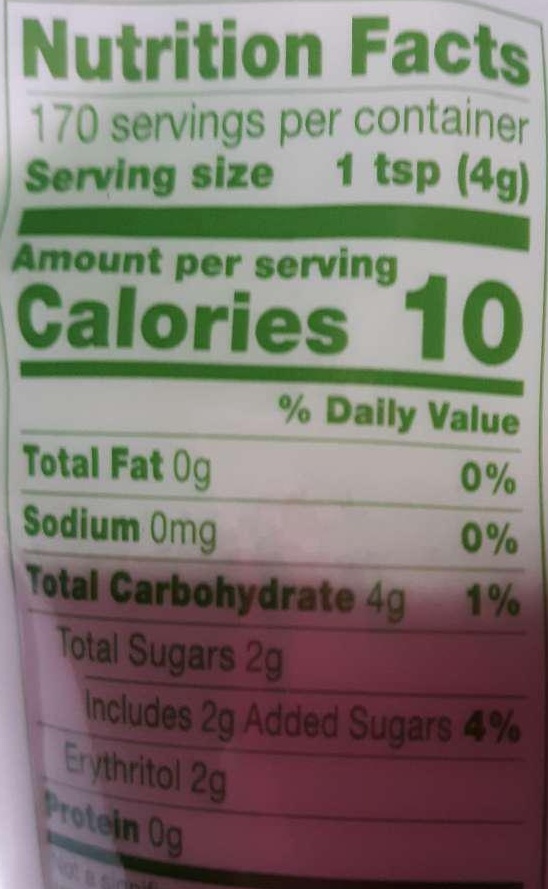 Nutrition Facts
170 servings per container
Serving size 1 tsp (4g)
Amount per serving
Calories 10
% Daily Value
Total Fat 0g 0%
Sodium 0mg 0%
Total Carbohydrate 4g 1%
Total Sugars 2g
Includes 2g Added Sugars 4%
Erythritol 2g
Protein 0g
Not a